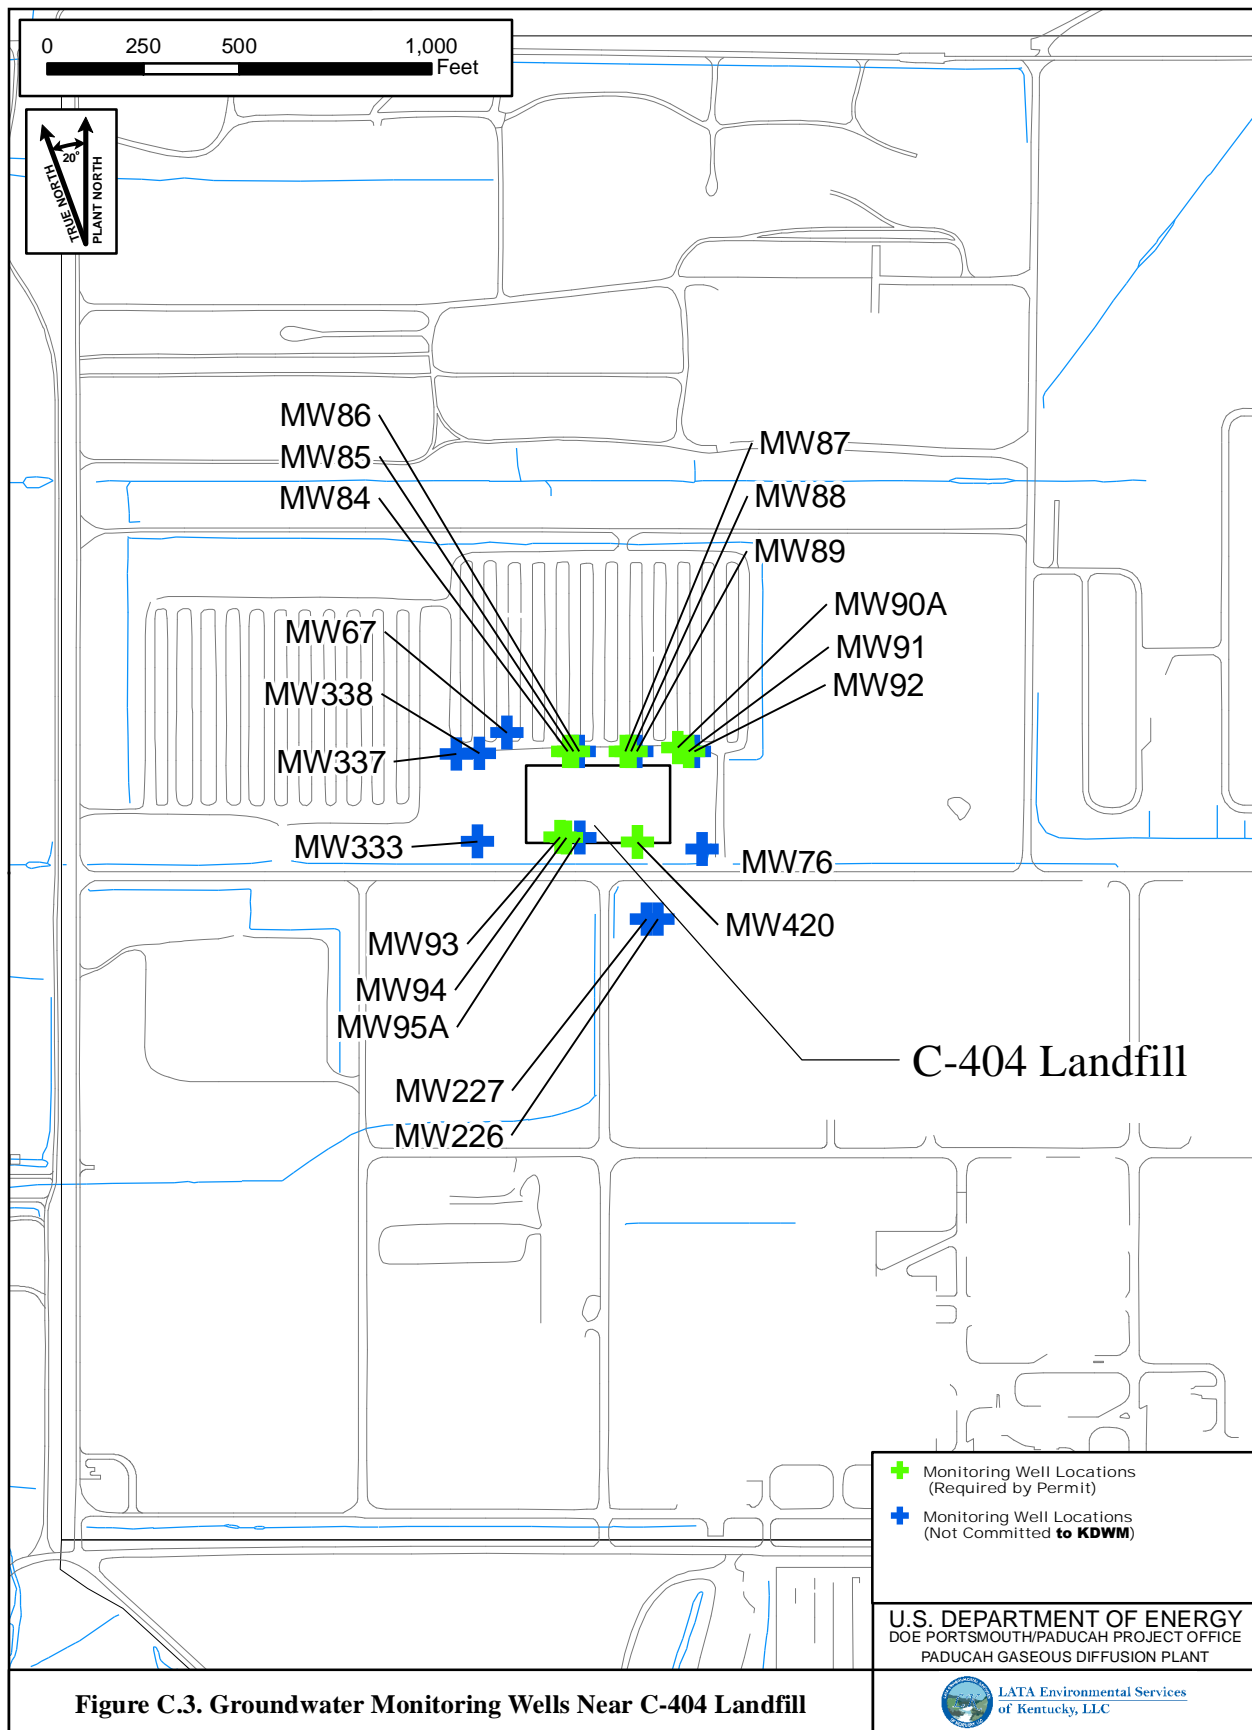 0 250 500 1,000
Feet
20°
TRUE NORTH
PLANT NORTH
MW86
MW85
MW84
MW87
MW88
MW89
MW90A
MW91
MW92
MW67
MW338
MW337
MW333
MW76
MW420
MW93
MW94
MW95A
MW227
MW226
C-404 Landfill
Monitoring Well Locations
(Required by Permit)
Monitoring Well Locations
(Not Committed to KDWM)
U.S. DEPARTMENT OF ENERGY
DOE PORTSMOUTH/PADUCAH PROJECT OFFICE
PADUCAH GASEOUS DIFFUSION PLANT
Figure C.3. Groundwater Monitoring Wells Near C-404 Landfill
LATA Environmental Services
of Kentucky, LLC